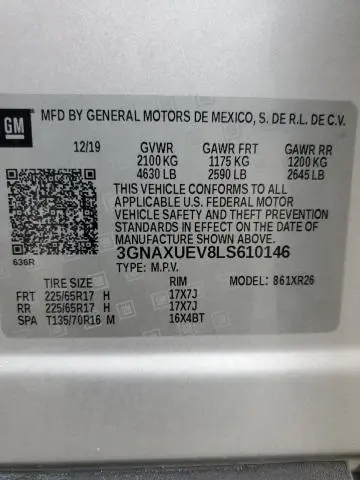 GM
MFD BY GENERAL MOTORS DE MEXICO, S. DE R.L. DE C.V.
12/19 GVWR GAWR FRT GAWR RR
2100 KG 1175 KG 1200 KG
4630 LB 2590 LB 2645 LB
THIS VEHICLE CONFORMS TO ALL
APPLICABLE U.S. FEDERAL MOTOR
VEHICLE SAFETY AND THEFT PREVENTION
STANDARDS IN EFFECT ON THE DATE OF
MANUFACTURE SHOWN ABOVE.
636R
3GNAXUEV8LS610146
TYPE: M.P.V.
TIRE SIZE RIM 861XR26
FRT 225/65R17 H 17X7J
RR 225/65R17 H 17X7J
SPA T135/70R16 M 16X4BT